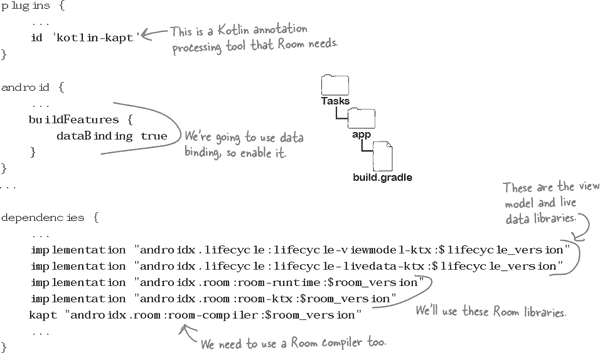 plugins {
...
id 'kotlin-kapt'
This is a Kotlin annotation
processing tool that Room needs.
}
android {
...
buildFeatures {
dataBinding true
}
We're going to use data
binding, so enable it.
}
...
Tasks
app
build.gradle
These are the view
model and live
data libraries.
dependencies {
...
implementation "androidx.lifecycle:lifecycle-viewmodel-ktx:$lifecycle_version"
implementation "androidx.lifecycle:lifecycle-livedata-ktx:$lifecycle_version"
implementation "androidx.room:room-runtime:$room_version"
implementation "androidx.room:room-ktx:$room_version"
kapt "androidx.room:room-compiler:$room_version"
We'll use these Room libraries.
...
We need to use a Room compiler too.
}